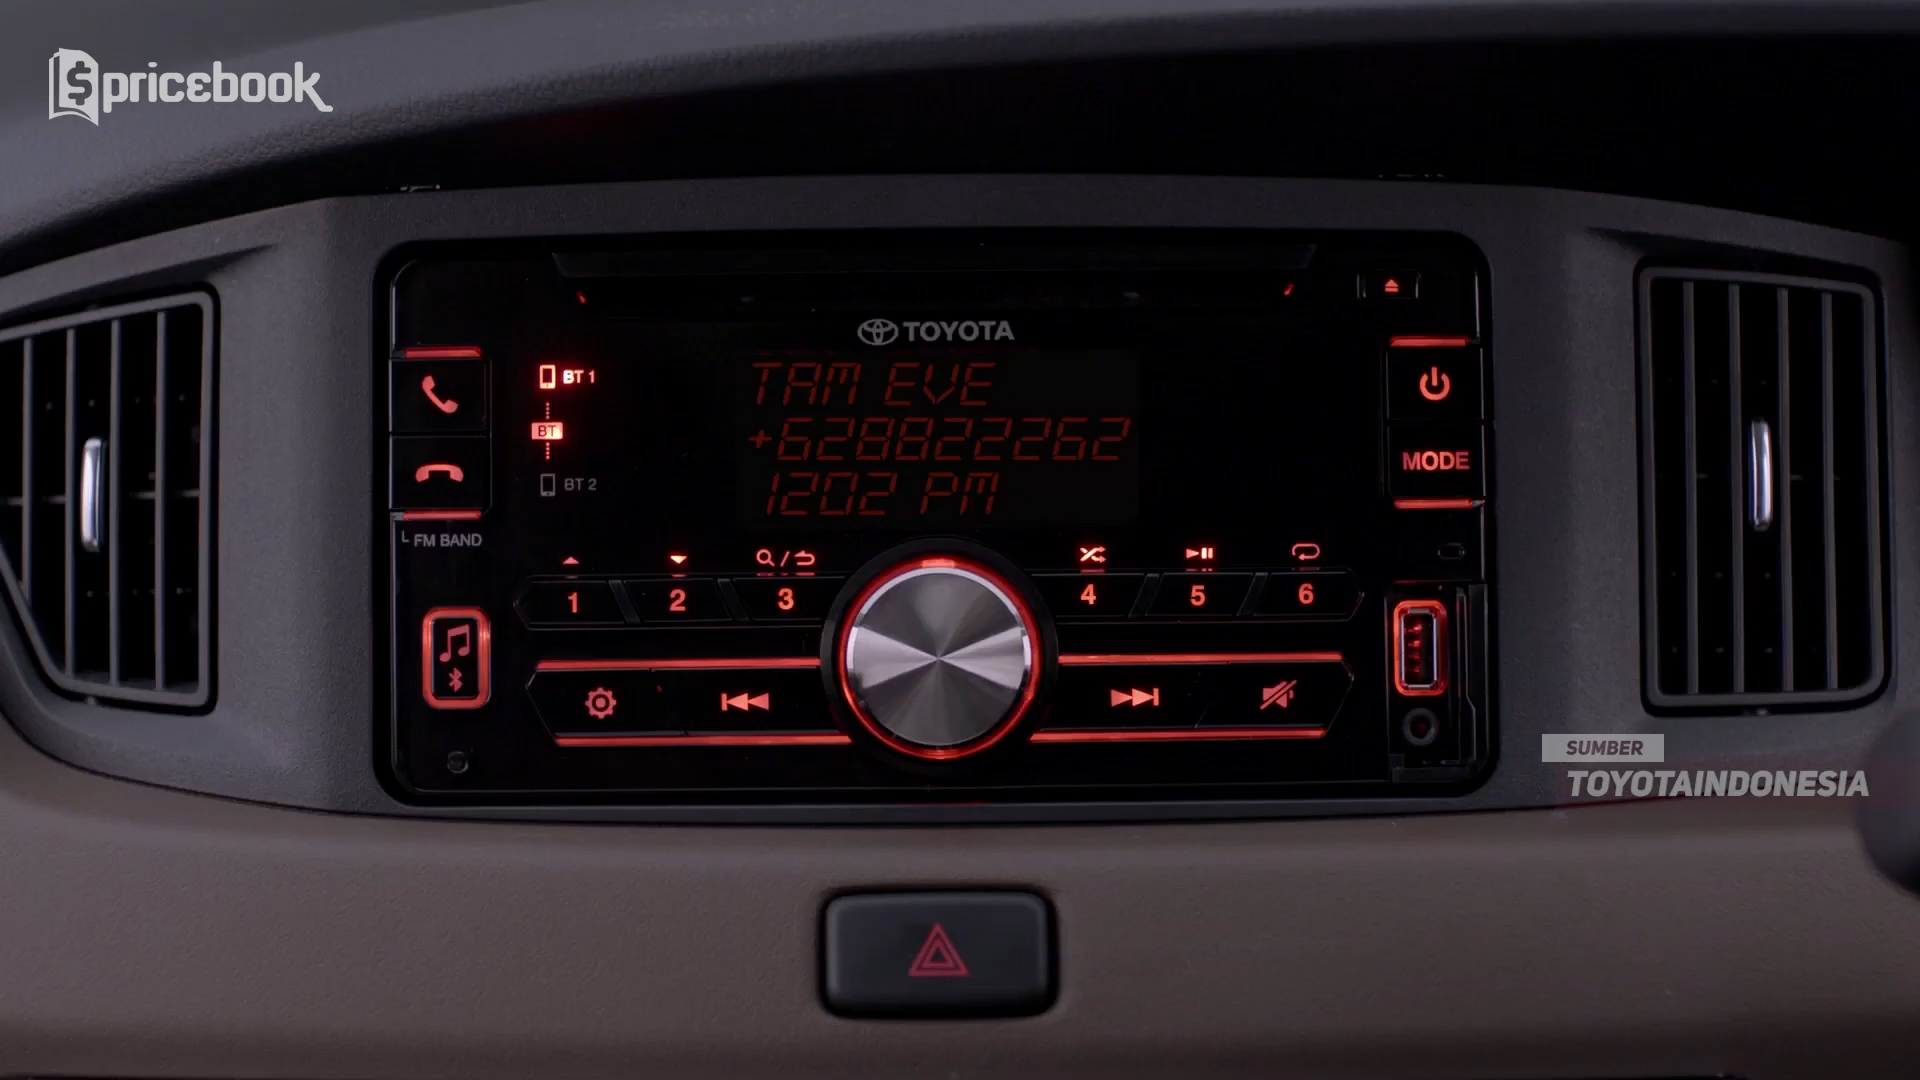 pricebook
TOYOTA
BT 1
BT
BT 2
TAM EVE
+628822262
1202 PM
MODE
FM BAND
1
2
3
4
5
6
SUMBER
TOYOTAINDONESIA